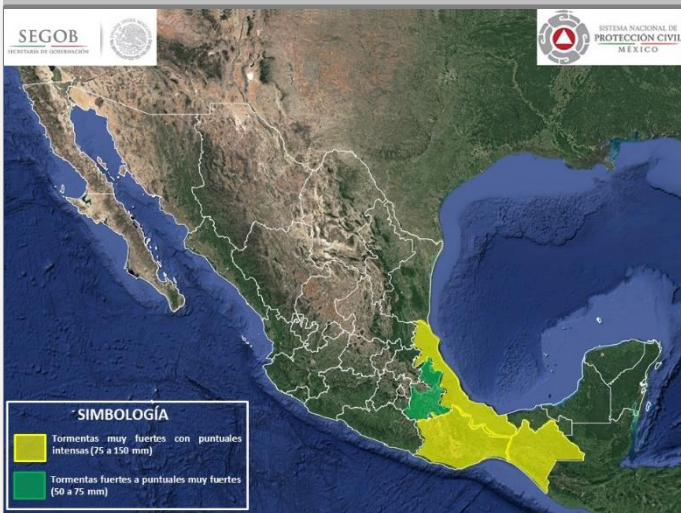 SEGOB
SECRETARÍA DE GOBERNACIÓN
SISTEMA NACIONAL DE
PROTECCIÓN CIVIL
MÉXICO
SIMBOLOGÍA
Tormentas muy fuertes con puntuales
intensas (75 a 150 mm)
Tormentas fuertes a puntuales muy fuertes
(50 a 75 mm)